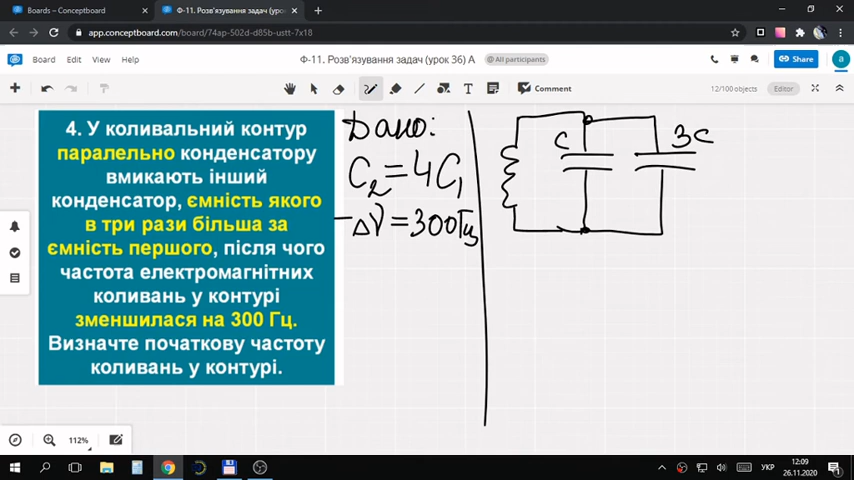 Boards – Conceptboard
Ф-11. Розв'язування задач (уро
app.conceptboard.com/board/74ap-502d-d85b-ustt-7x18
Board Edit View Help
Ф-11. Розв'язування задач (урок 36) А
All participants
Share
a
Comment
12/100 objects
Editor
4. У коливальний контур
паралельно конденсатору
вмикають інший
конденсатор, ємність якого
в три рази більша за
ємність першого, після чого
частота електромагнітних
коливань у контурі
зменшилася на 300 Гц.
Визначте початкову частоту
коливань у контурі.
Дано:
C₂=4C₁
−Δν=300Гц
C
3C
112%
УКР
12:09
26.11.2020